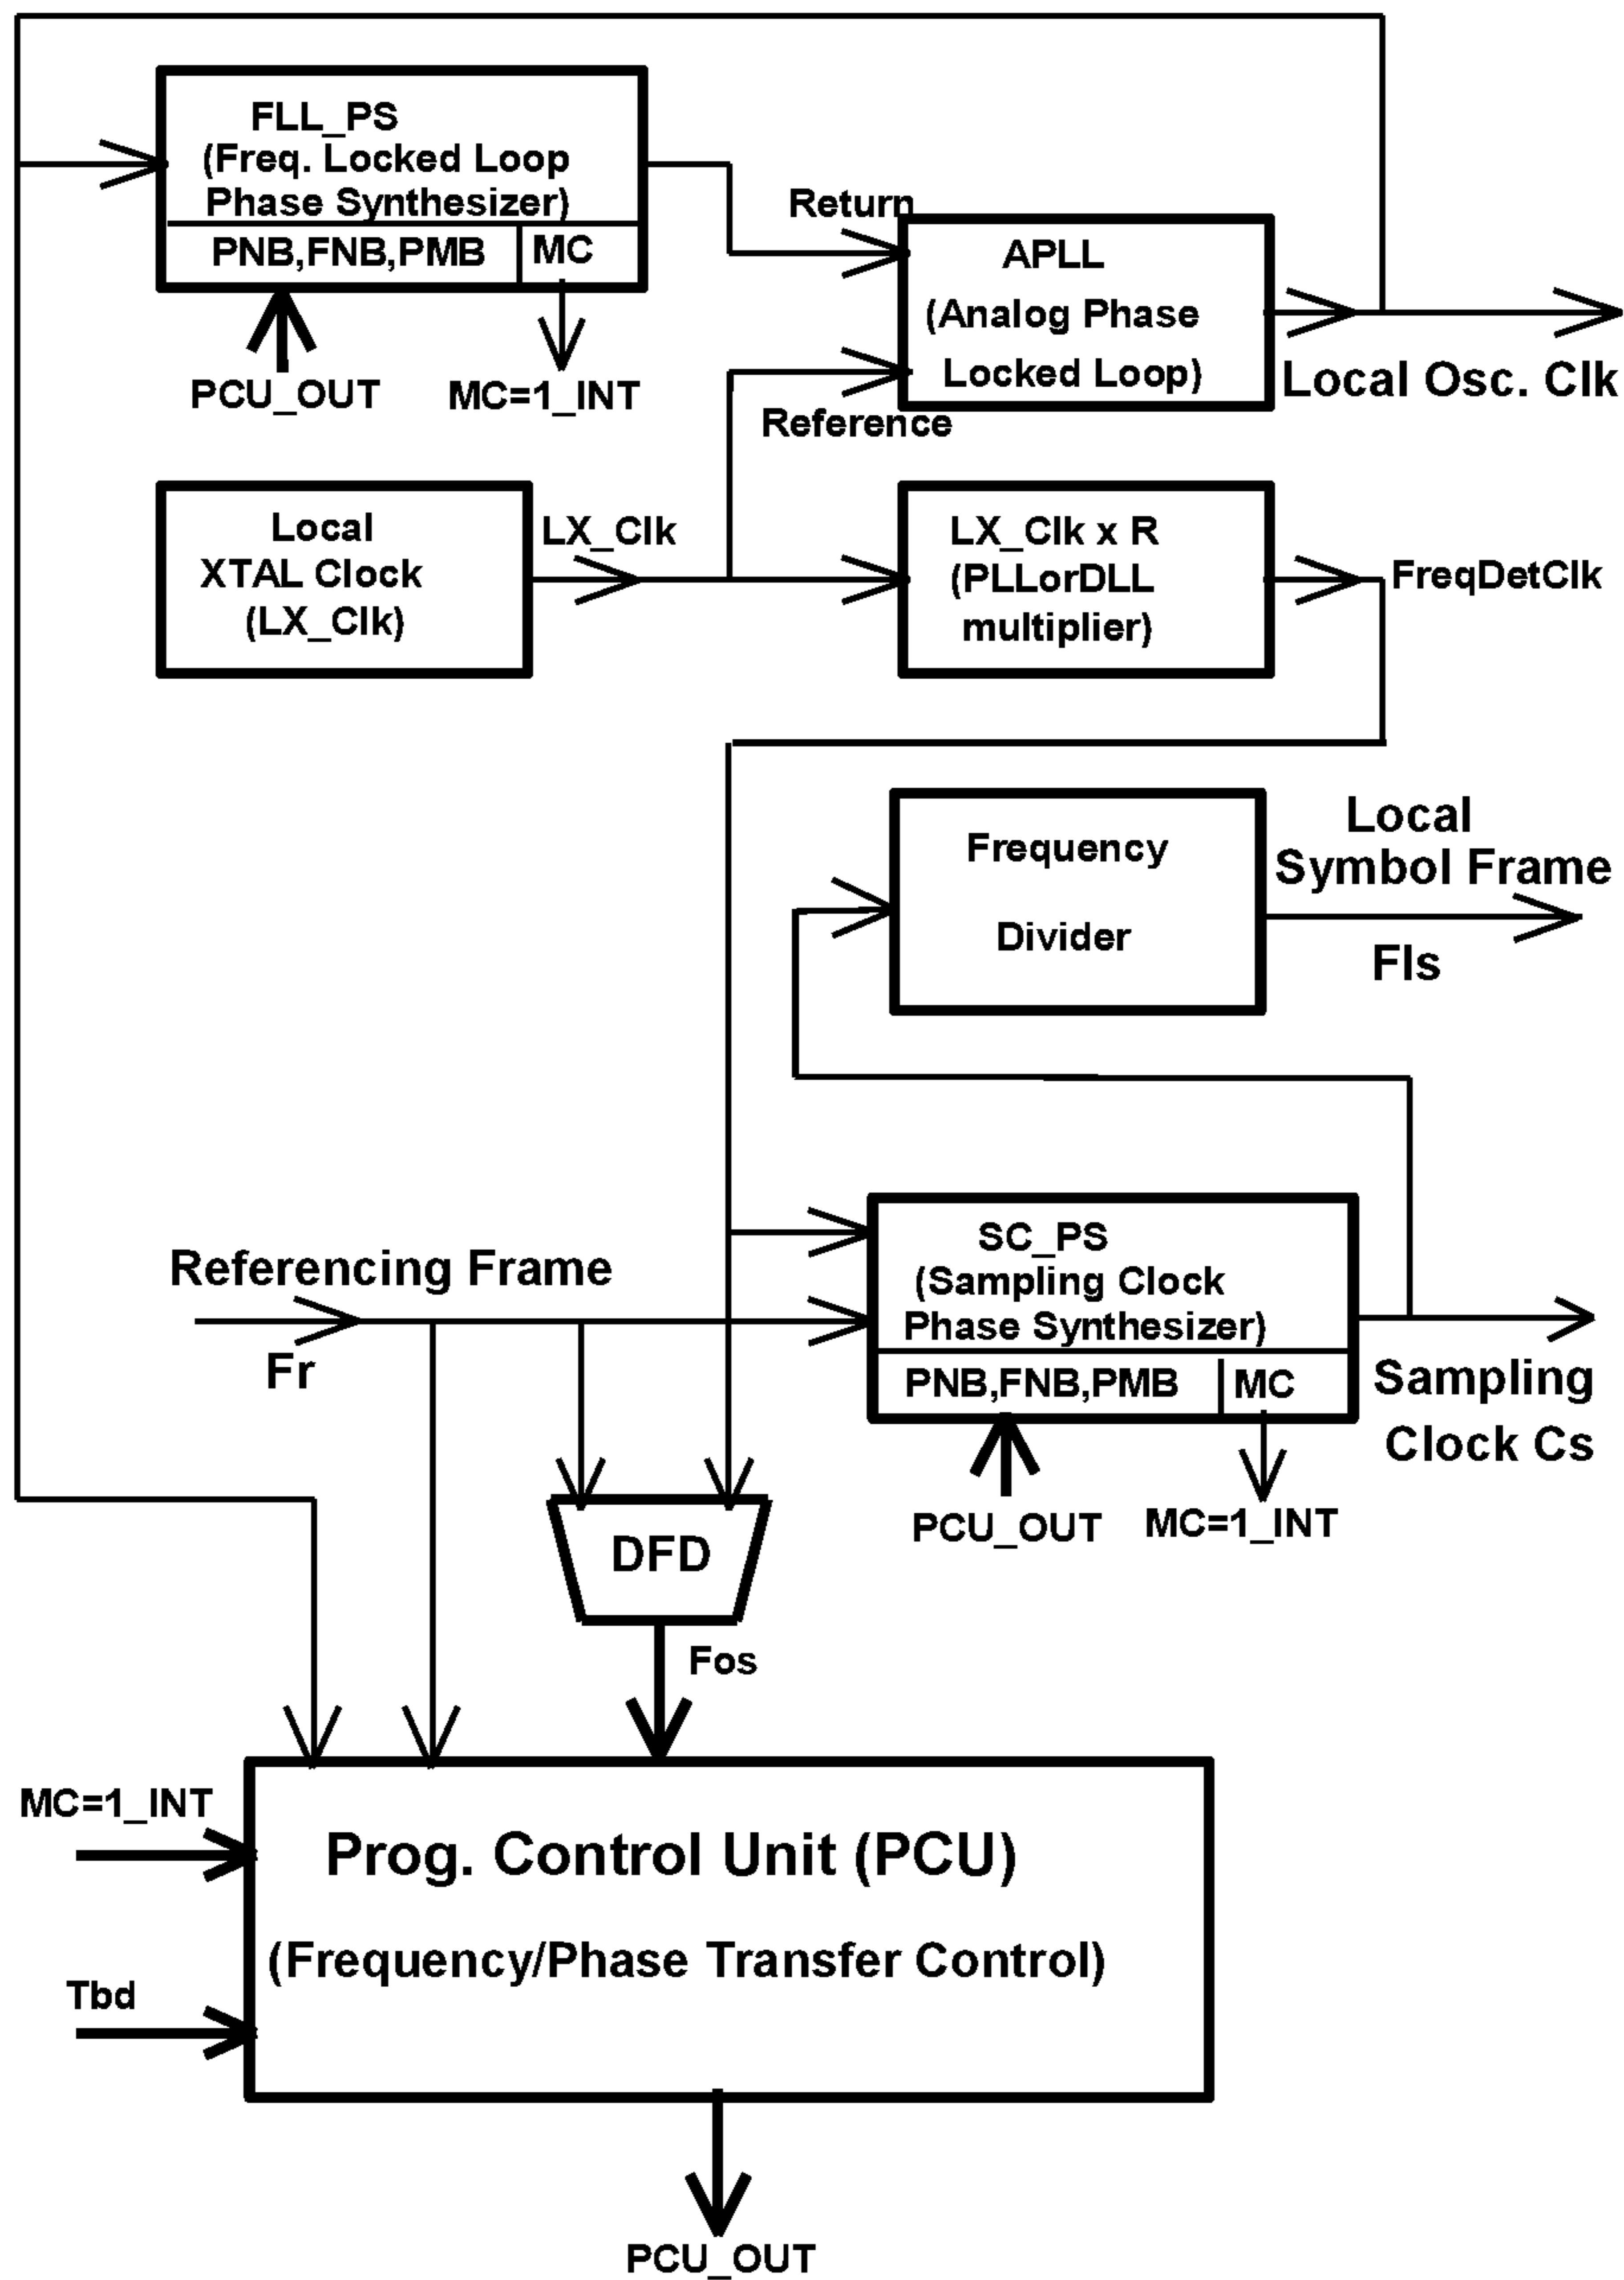 FLL_PS
(Freq. Locked Loop
Phase Synthesizer)
PNB,FNB,PMB
MC
PCU_OUT
MC=1_INT
Return
Reference
APLL
(Analog Phase
Locked Loop)
Local Osc. Clk
Local
XTAL Clock
(LX_Clk)
LX_Clk
LX_Clk x R
(PLLorDLL
multiplier)
FreqDetClk
Frequency
Divider
Local
Symbol Frame
Fls
Referencing Frame
Fr
SC_PS
(Sampling Clock
Phase Synthesizer)
PNB,FNB,PMB
MC
Sampling
Clock Cs
PCU_OUT
MC=1_INT
DFD
Fos
MC=1_INT
Tbd
Prog. Control Unit (PCU)
(Frequency/Phase Transfer Control)
PCU_OUT